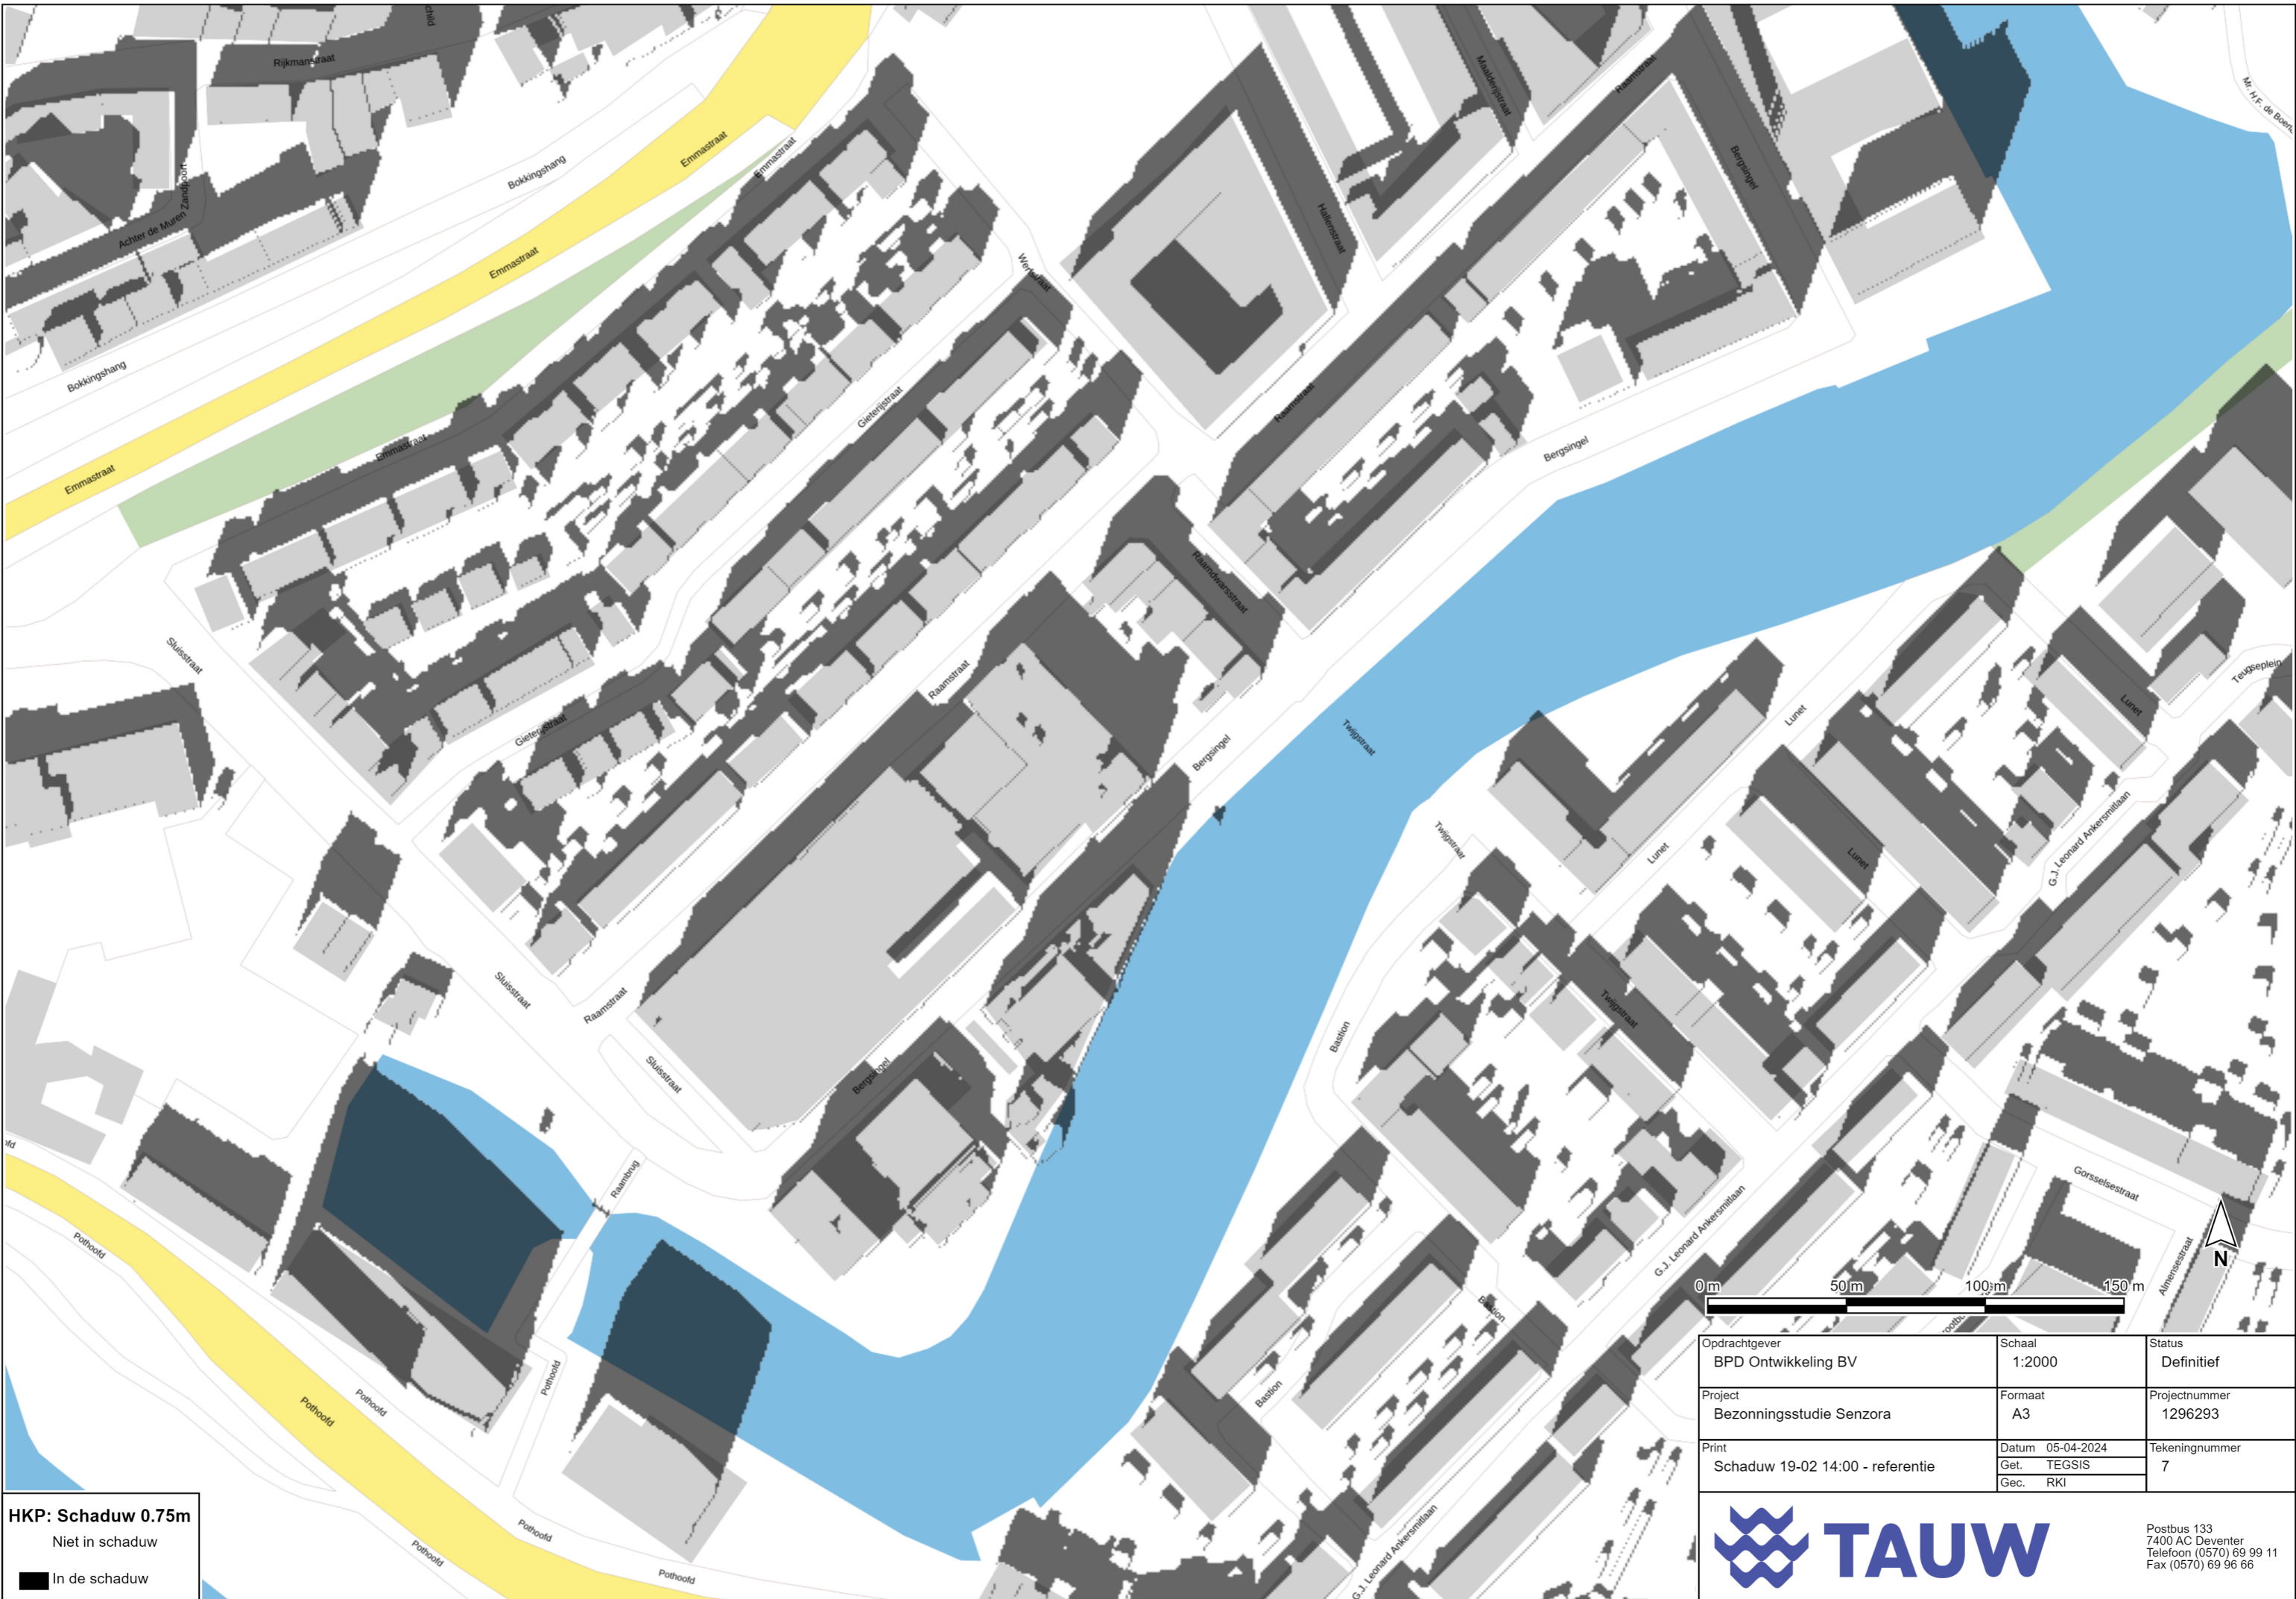 Rijkmanstraat
Zandpoort
Achter de Muren
Bokkingshang
Bokkingshang
Emmastraat
Emmastraat
Emmastraat
Emmastraat
Emmastraat
Werfstraat
Gieterijstraat
Gieterijstraat
Hallenstraat
Maalderijstraat
Raamstraat
Bergsingel
Raamstraat
Bergsingel
Raamdwarsstraat
Raamstraat
Bergsingel
Twijgstraat
Sluisstraat
Sluisstraat
Raamstraat
Sluisstraat
Bergsingel
Raambrug
Twijgstraat
Lunet
Lunet
Lunet
Lunet
Teugseplein
G.J. Leonard Ankersmitlaan
Twijgstraat
Bastion
Gorsselsestraat
Almensestraat
G.J. Leonard Ankersmitlaan
Bastion
Bastion
G.J. Leonard Ankersmitlaan
Pothoofd
Pothoofd
Pothoofd
Pothoofd
Pothoofd
Pothoofd
Pothoofd
N
0 m 50 m 100 m 150 m
HKP: Schaduw 0.75m
Niet in schaduw
In de schaduw
Opdrachtgever
BPD Ontwikkeling BV
Schaal
1:2000
Status
Definitief
Project
Bezonningsstudie Senzora
Formaat
A3
Projectnummer
1296293
Print
Schaduw 19-02 14:00 - referentie
Datum 05-04-2024
Get. TEGSIS
Gec. RKI
Tekeningnummer
7
TAUW
Postbus 133
7400 AC Deventer
Telefoon (0570) 69 99 11
Fax (0570) 69 96 66